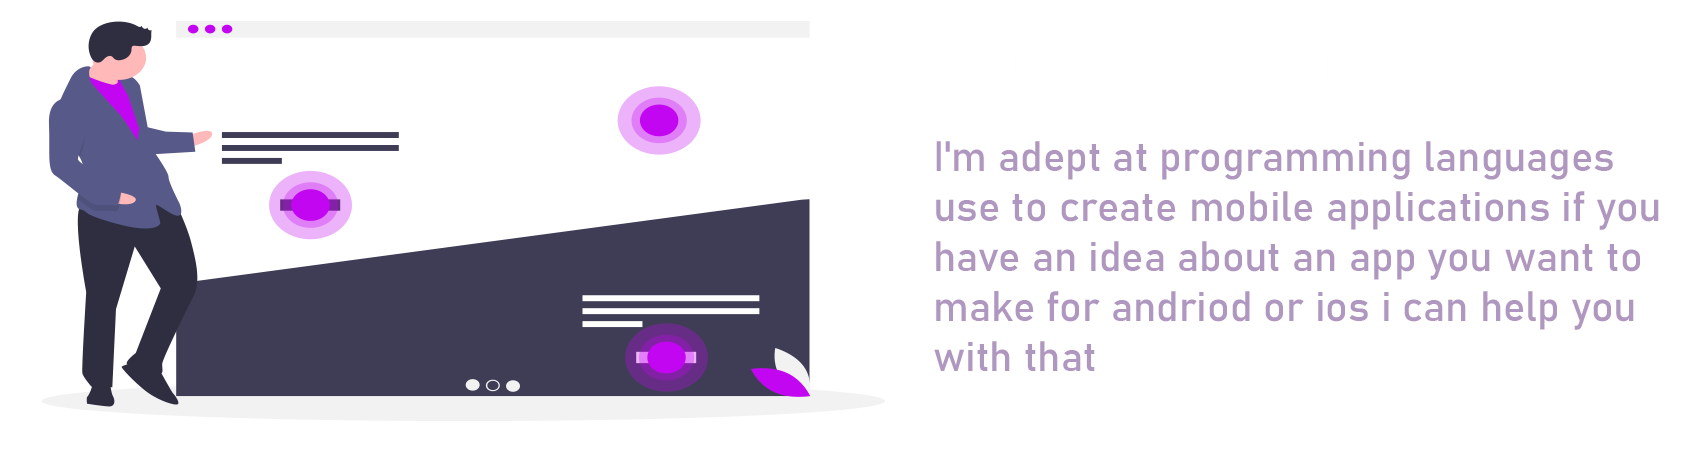 I'm adept at programming languages
use to create mobile applications if you
have an idea about an app you want to
make for andriod or ios i can help you
with that